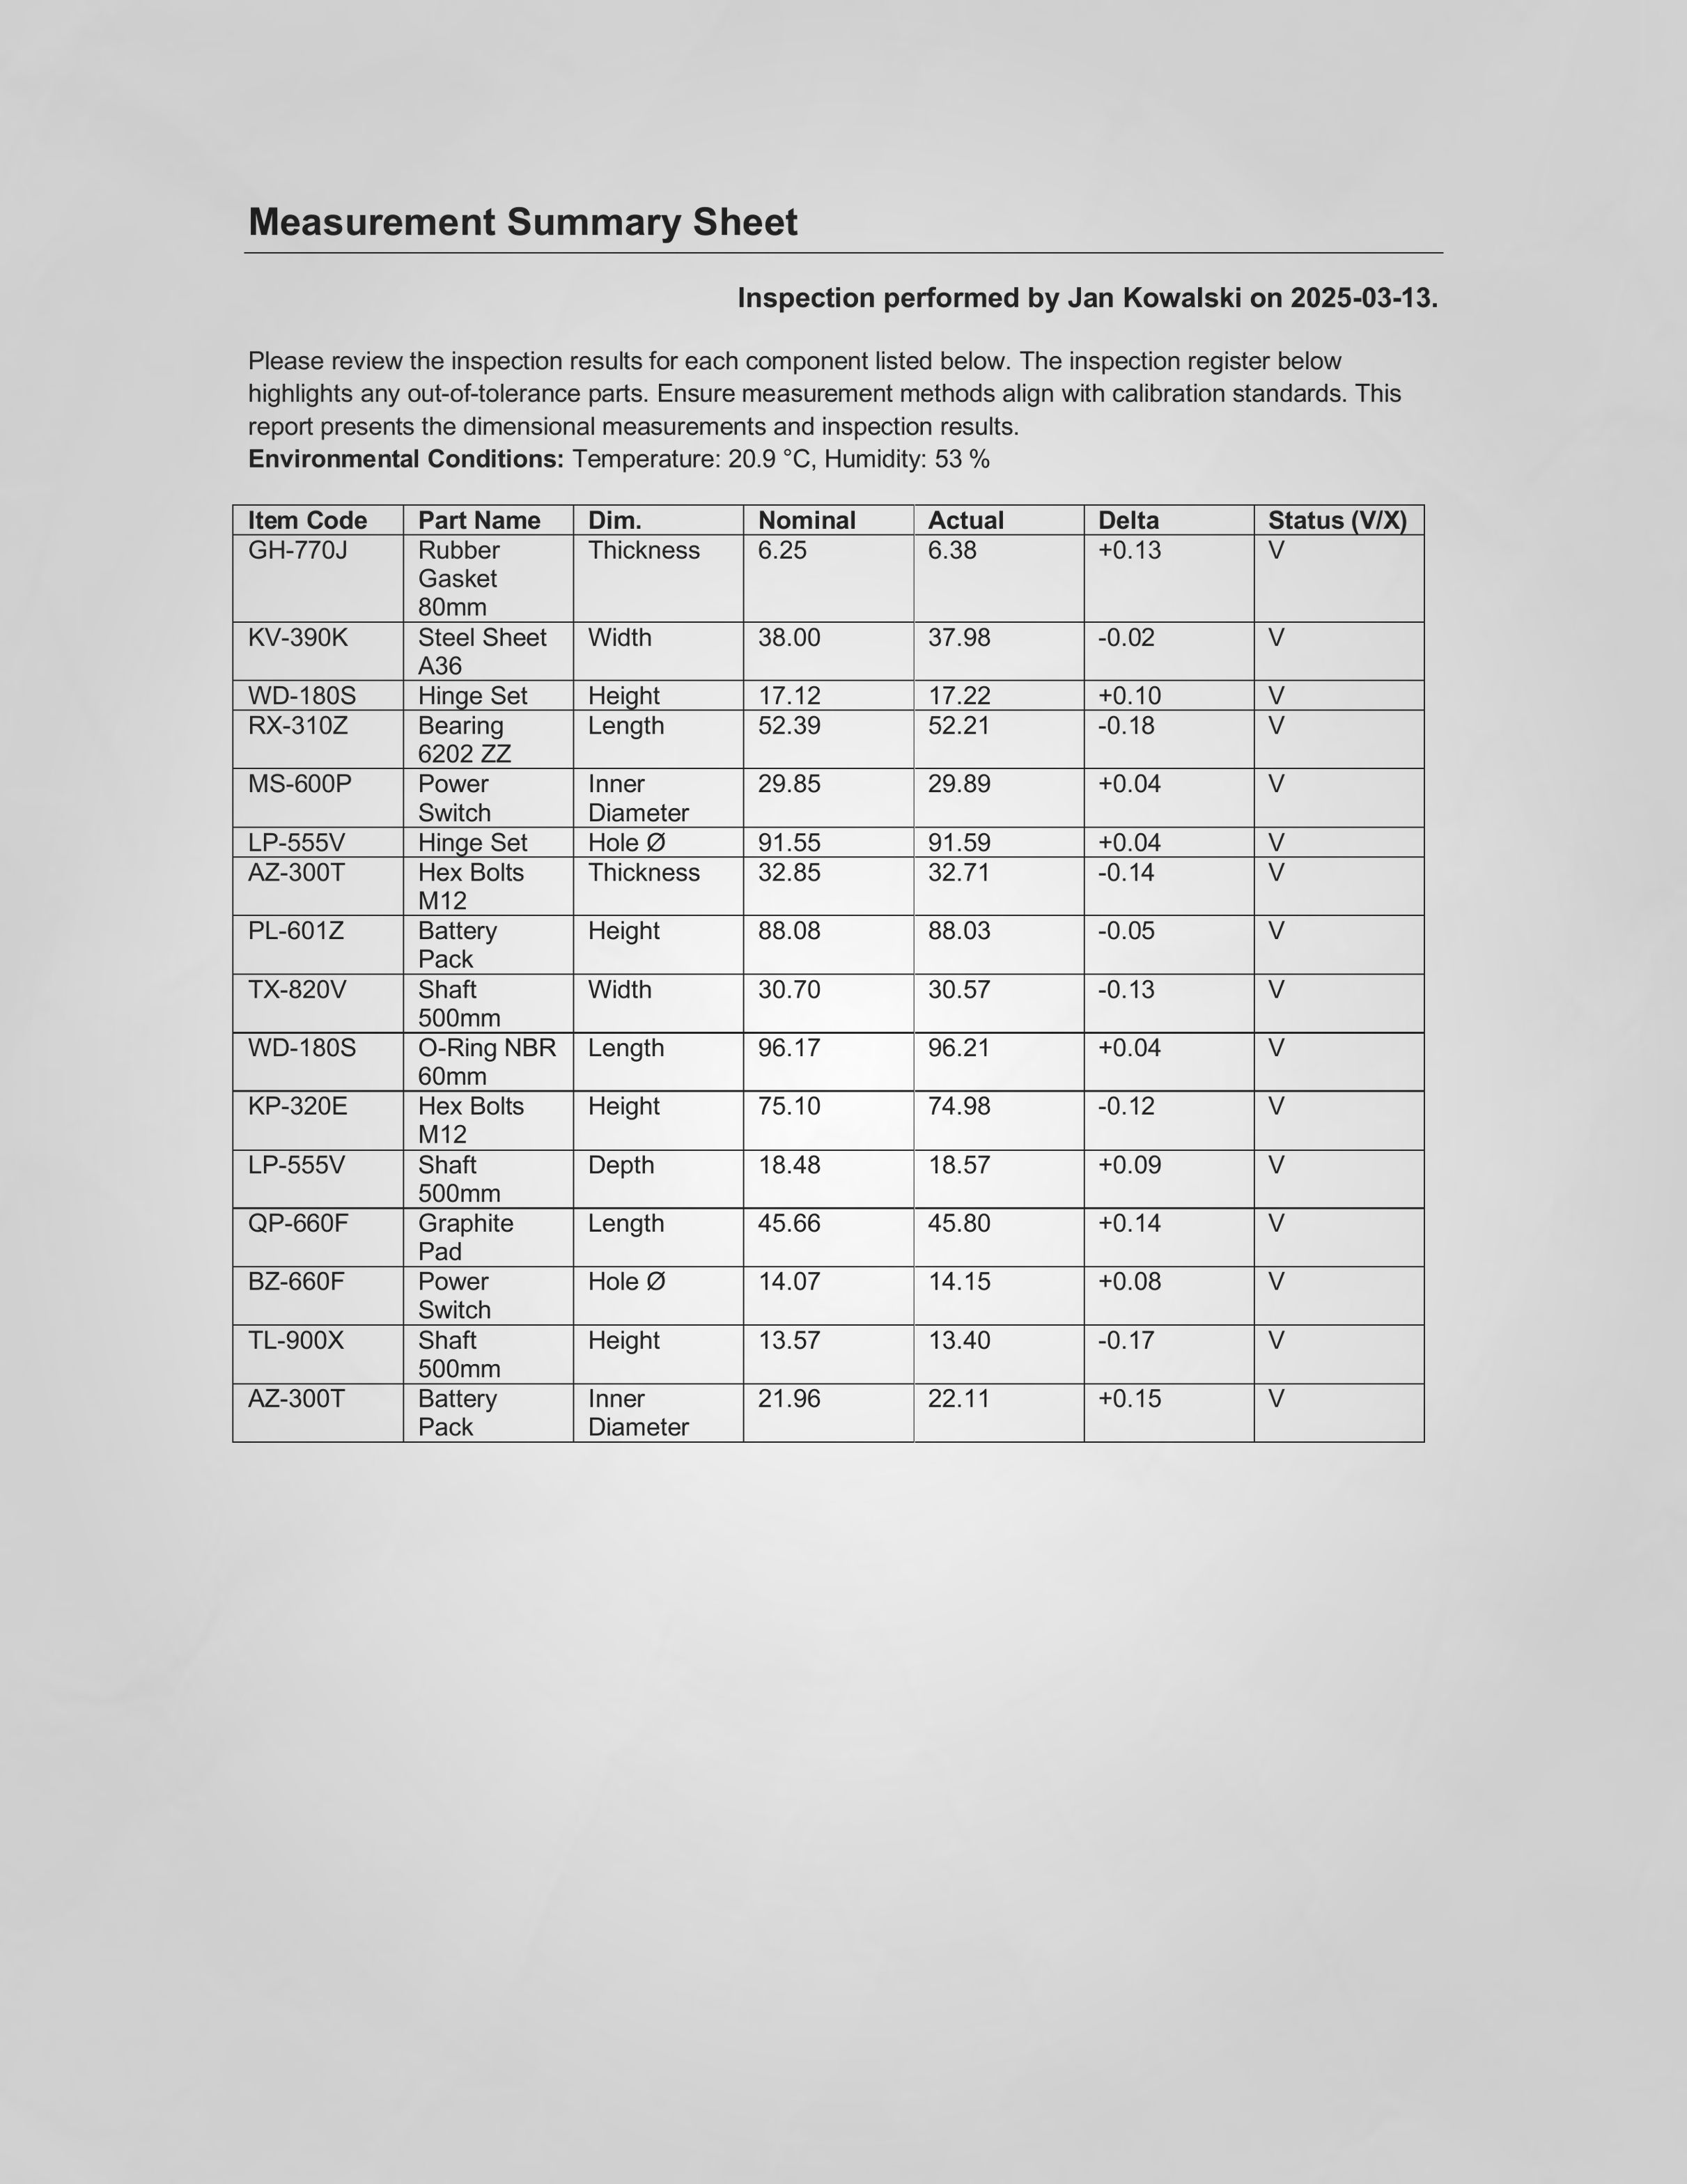 Measurement Summary Sheet
Inspection performed by Jan Kowalski on 2025-03-13.
Please review the inspection results for each component listed below. The inspection register below
highlights any out-of-tolerance parts. Ensure measurement methods align with calibration standards. This
report presents the dimensional measurements and inspection results.
Environmental Conditions: Temperature: 20.9 °C, Humidity: 53 %
Item Code Part Name Dim. Nominal Actual Delta Status (V/X)
GH-770J Rubber Thickness 6.25 6.38 +0.13 V
Gasket
80mm
KV-390K Steel Sheet Width 38.00 37.98 -0.02 V
A36
WD-180S Hinge Set Height 17.12 17.22 +0.10 V
RX-310Z Bearing Length 52.39 52.21 -0.18 V
6202 ZZ
MS-600P Power Inner 29.85 29.89 +0.04 V
Switch Diameter
LP-555V Hinge Set Hole Ø 91.55 91.59 +0.04 V
AZ-300T Hex Bolts Thickness 32.85 32.71 -0.14 V
M12
PL-601Z Battery Height 88.08 88.03 -0.05 V
Pack
TX-820V Shaft Width 30.70 30.57 -0.13 V
500mm
WD-180S O-Ring NBR Length 96.17 96.21 +0.04 V
60mm
KP-320E Hex Bolts Height 75.10 74.98 -0.12 V
M12
LP-555V Shaft Depth 18.48 18.57 +0.09 V
500mm
QP-660F Graphite Length 45.66 45.80 +0.14 V
Pad
BZ-660F Power Hole Ø 14.07 14.15 +0.08 V
Switch
TL-900X Shaft Height 13.57 13.40 -0.17 V
500mm
AZ-300T Battery Inner 21.96 22.11 +0.15 V
Pack Diameter